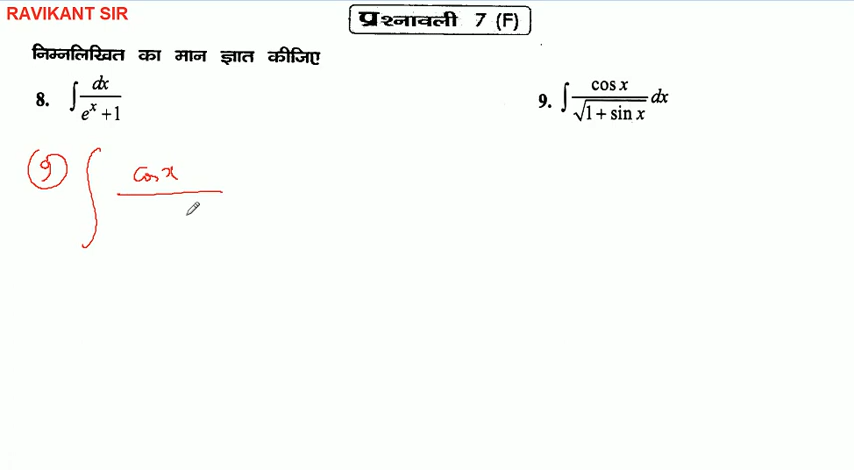 RAVIKANT SIR
प्रश्नावली 7 (F)
निम्नलिखित का मान ज्ञात कीजिए
8. ∫ dx / (e^x + 1)
9. ∫ cos x / √(1 + sin x) dx
(9) ∫ cos x